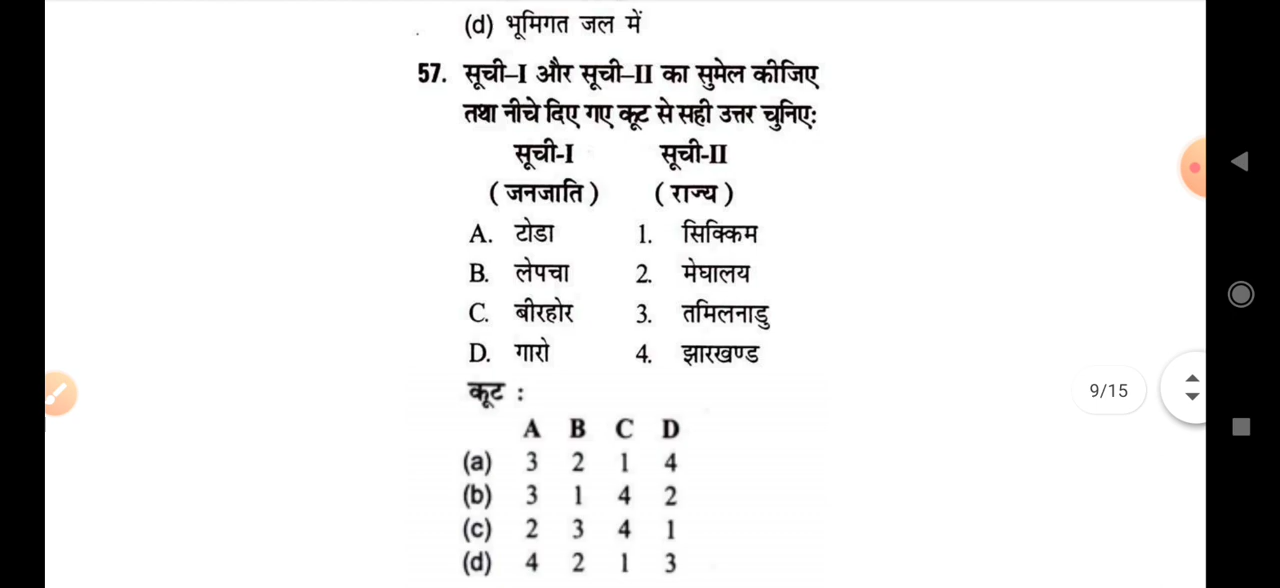 (d) भूमिगत जल में
57. सूची–I और सूची–II का सुमेल कीजिए
तथा नीचे दिए गए कूट से सही उत्तर चुनिए:
सूची-I सूची-II
( जनजाति ) ( राज्य )
A. टोडा 1. सिक्किम
B. लेपचा 2. मेघालय
C. बीरहोर 3. तमिलनाडु
D. गारो 4. झारखण्ड
9/15
कूट :
A B C D
(a) 3 2 1 4
(b) 3 1 4 2
(c) 2 3 4 1
(d) 4 2 1 3